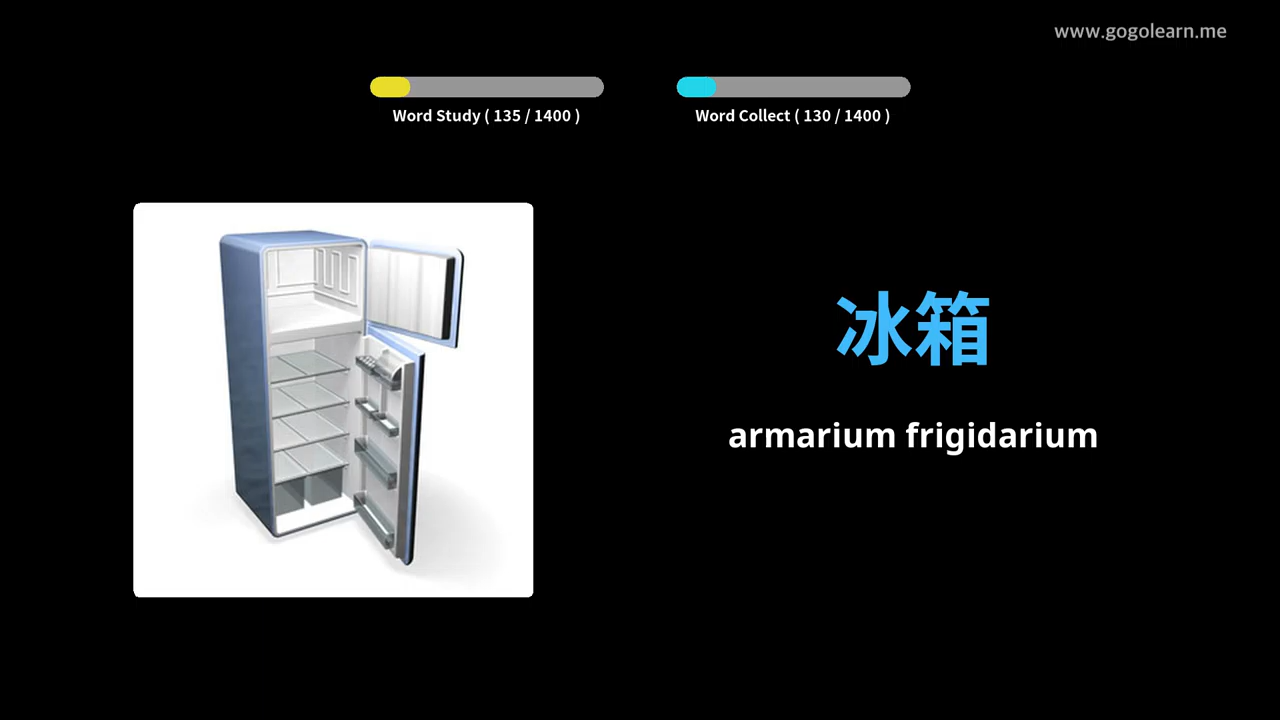 www.gogolearn.me
Word Study ( 135 / 1400 )
Word Collect ( 130 / 1400 )
冰箱
armarium frigidarium